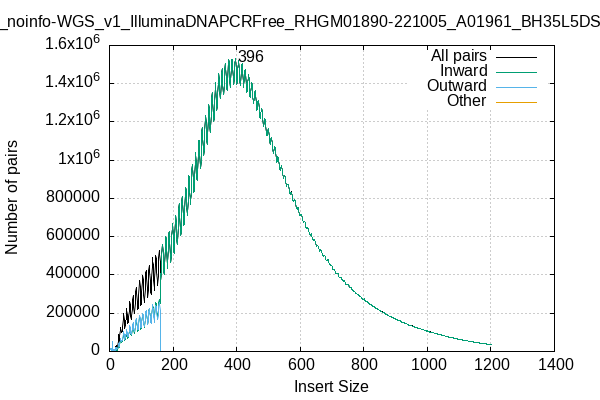 _noinfo-WGS_v1_IlluminaDNAPCRFree_RHGM01890-221005_A01961_BH35L5DS
1.6x10^6
1.4x10^6
1.2x10^6
1x10^6
800000
600000
400000
200000
0
Number of pairs
396
All pairs
Inward
Outward
Other
0 200 400 600 800 1000 1200 1400
Insert Size